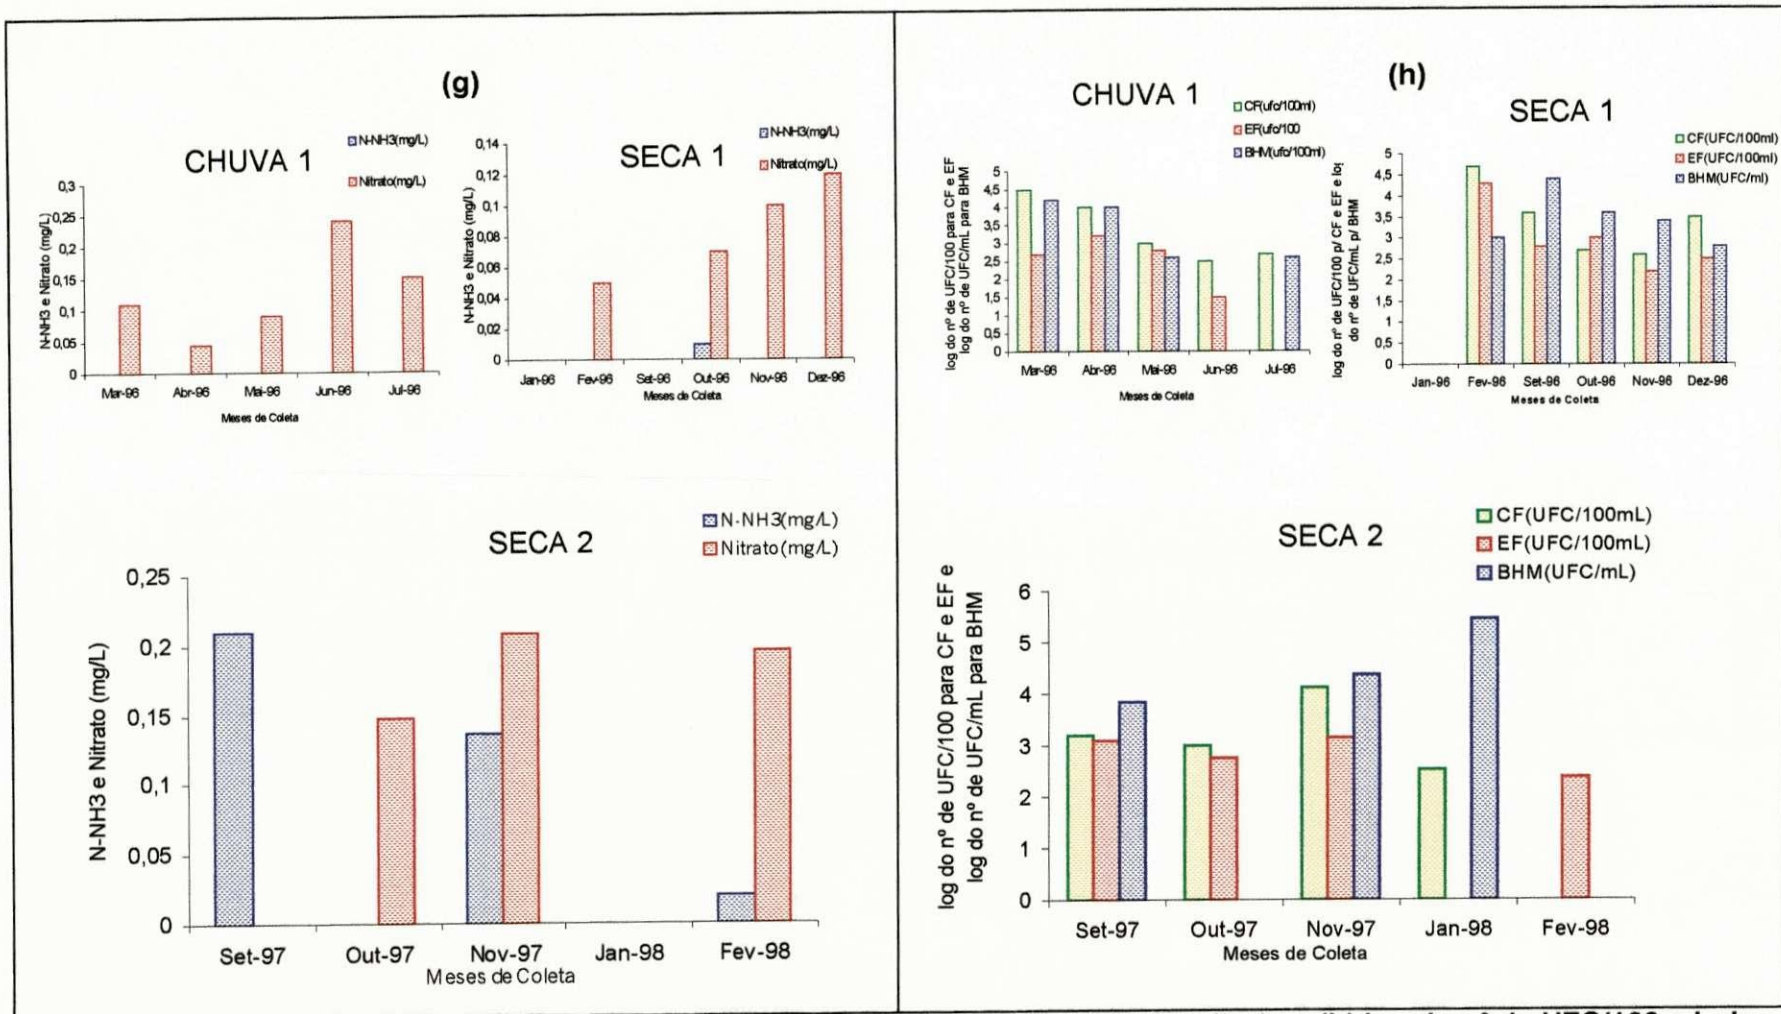 (g)
CHUVA 1
N-NH3(mg/L)
Nitrato(mg/L)
N-NH3 e Nitrato (mg/L)
0,3
0,25
0,2
0,15
0,1
0,05
0
Mar-96 Abr-96 Mai-96 Jun-96 Jul-96
Meses de Coleta
SECA 1
N-NH3(mg/L)
Nitrato(mg/L)
N-NH3 e Nitrato (mg/L)
0,14
0,12
0,1
0,08
0,06
0,04
0,02
0
Jan-96 Fev-96 Set-96 Out-96 Nov-96 Dez-96
Meses de Coleta
SECA 2
N-NH3(mg/L)
Nitrato(mg/L)
N-NH3 e Nitrato (mg/L)
0,25
0,2
0,15
0,1
0,05
0
Set-97 Out-97 Nov-97 Jan-98 Fev-98
Meses de Coleta
(h)
CHUVA 1
CF(ufc/100ml)
EF(ufc/100
BHM(ufc/100ml)
log do nº de UFC/100 para CF e EF
log do nº de UFC/mL para BHM
5
4,5
4
3,5
3
2,5
2
1,5
1
0,5
0
Mar-96 Abr-96 Mai-96 Jun-96 Jul-96
Meses de Coleta
SECA 1
CF(UFC/100ml)
EF(UFC/100ml)
BHM(UFC/ml)
log do nº de UFC/100 p/ CF e EF e log
do nº de UFC/mL p/ BHM
5
4,5
4
3,5
3
2,5
2
1,5
1
0,5
0
Jan-96 Fev-96 Set-96 Out-96 Nov-96 Dez-96
Meses de Coleta
SECA 2
CF(UFC/100mL)
EF(UFC/100mL)
BHM(UFC/mL)
log do nº de UFC/100 para CF e EF e
log do nº de UFC/mL para BHM
6
5
4
3
2
1
0
Set-97 Out-97 Nov-97 Jan-98 Fev-98
Meses de Coleta